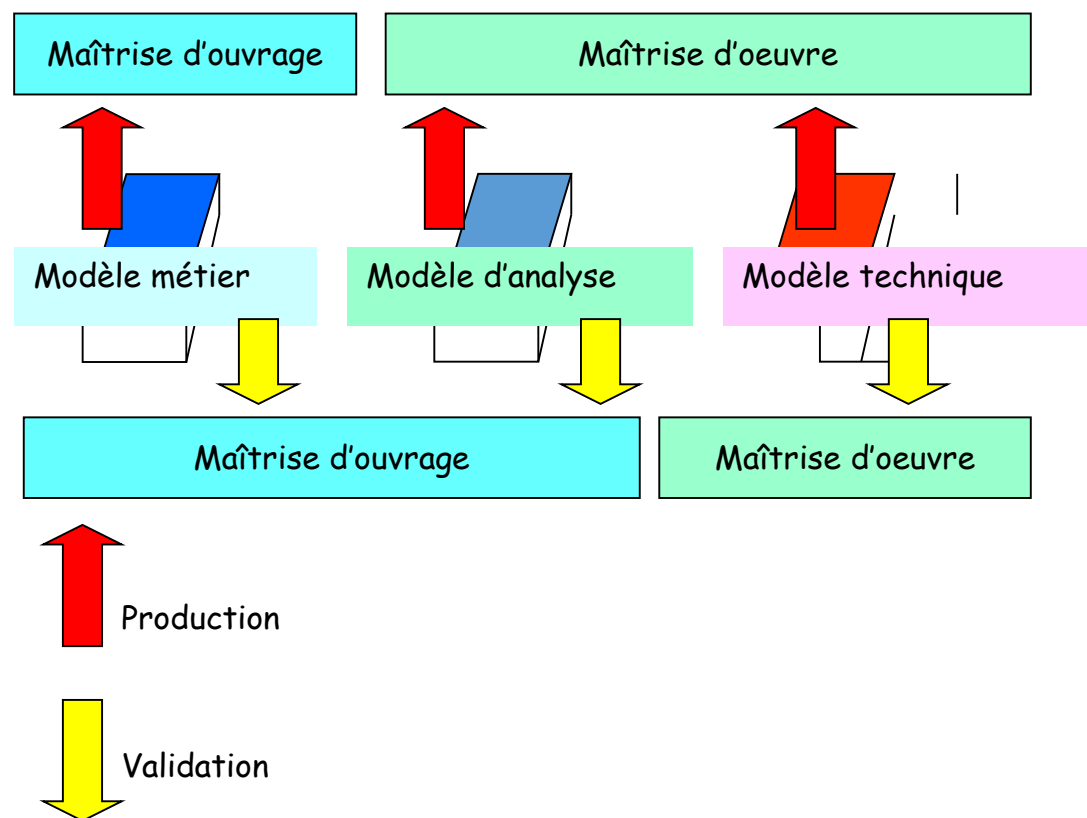 Maîtrise d'ouvrage
Maîtrise d'oeuvre
Modèle métier
Modèle d'analyse
Modèle technique
Maîtrise d'ouvrage
Maîtrise d'oeuvre
Production
Validation